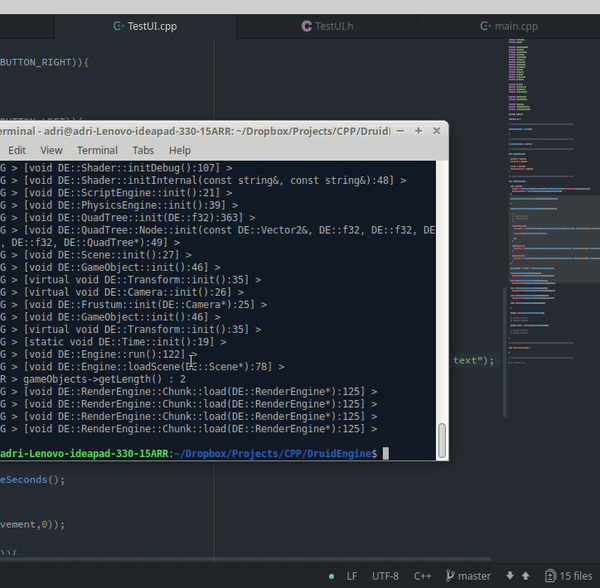 TestUI.cpp
TestUI.h
main.cpp
BUTTON_RIGHT)){
erminal - adri@adri-Lenovo-ideapad-330-15ARR: ~/Dropbox/Projects/CPP/Druid
Edit View Terminal Tabs Help
G > [void DE::Shader::initDebug():107] >
G > [void DE::Shader::initInternal(const string&, const string&):48] >
G > [void DE::ScriptEngine::init():21] >
G > [void DE::PhysicsEngine::init():39] >
G > [void DE::QuadTree::init(DE::f32):363] >
G > [void DE::QuadTree::Node::init(const DE::Vector2&, DE::f32, DE::f32, DE
, DE::f32, DE::QuadTree*):49] >
G > [void DE::Scene::init():27] >
G > [void DE::GameObject::init():46] >
G > [virtual void DE::Transform::init():35] >
G > [virtual void DE::Camera::init():26] >
G > [void DE::Frustum::init(DE::Camera*):25] >
G > [void DE::GameObject::init():46] >
G > [virtual void DE::Transform::init():35] >
G > [static void DE::Time::init():19] >
G > [void DE::Engine::run():122] >
G > [void DE::Engine::loadScene(DE::Scene*):78] >
text");
R > gameObjects->getLength() : 2
G > [void DE::RenderEngine::Chunk::load(DE::RenderEngine*):125] >
G > [void DE::RenderEngine::Chunk::load(DE::RenderEngine*):125] >
G > [void DE::RenderEngine::Chunk::load(DE::RenderEngine*):125] >
G > [void DE::RenderEngine::Chunk::load(DE::RenderEngine*):125] >
adri-Lenovo-ideapad-330-15ARR:~/Dropbox/Projects/CPP/DruidEngine$
eSeconds();
vement,0));
)){
LF UTF-8 C++ master 15 files